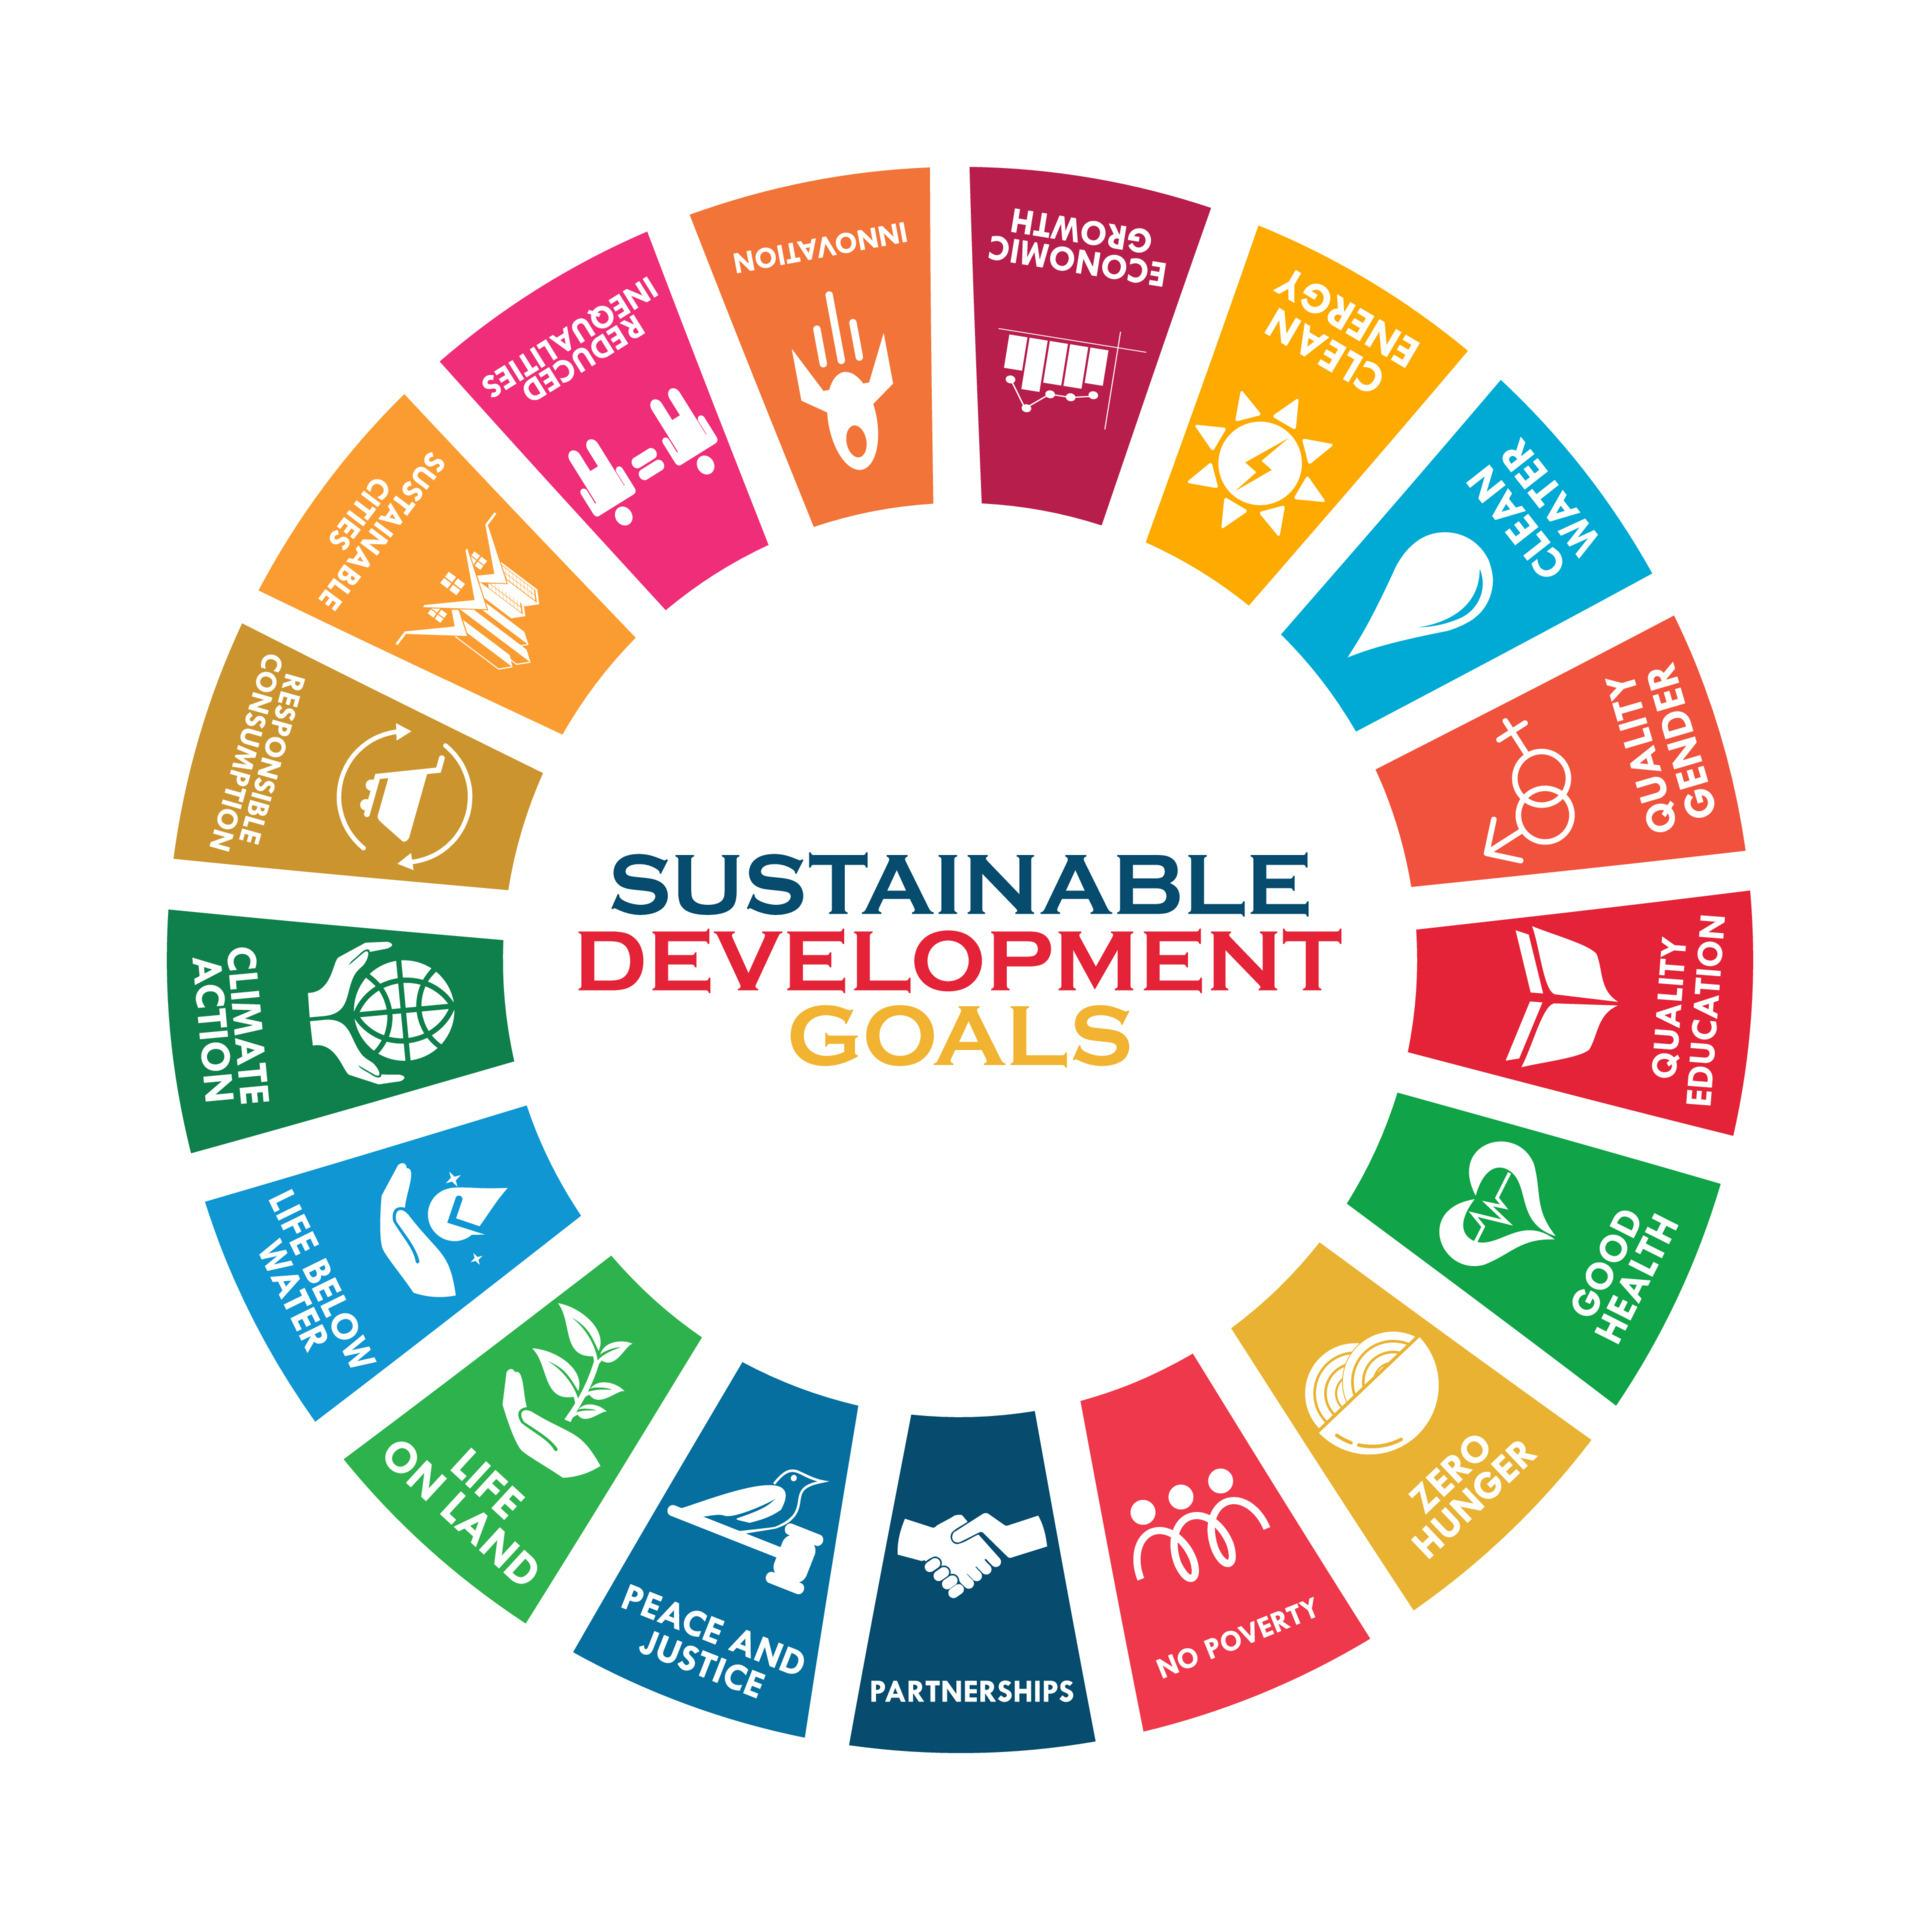 SUSTAINABLE
DEVELOPMENT
GOALS
NO POVERTY
ZERO
HUNGER
GOOD
HEALTH
QUALITY
EDUCATION
QUALITY
GENDER
CLEAN
WATER
CLEAN
ENERGY
ECONOMIC
GROWTH
INNOVATION
REDUCED
INEQUALITIES
SUSTAINABLE
CITIES
RESPONSIBLE
CONSUMPTION
CLIMATE
ACTION
LIFE BELOW
WATER
LIFE
ON LAND
PEACE AND
JUSTICE
PARTNERSHIPS